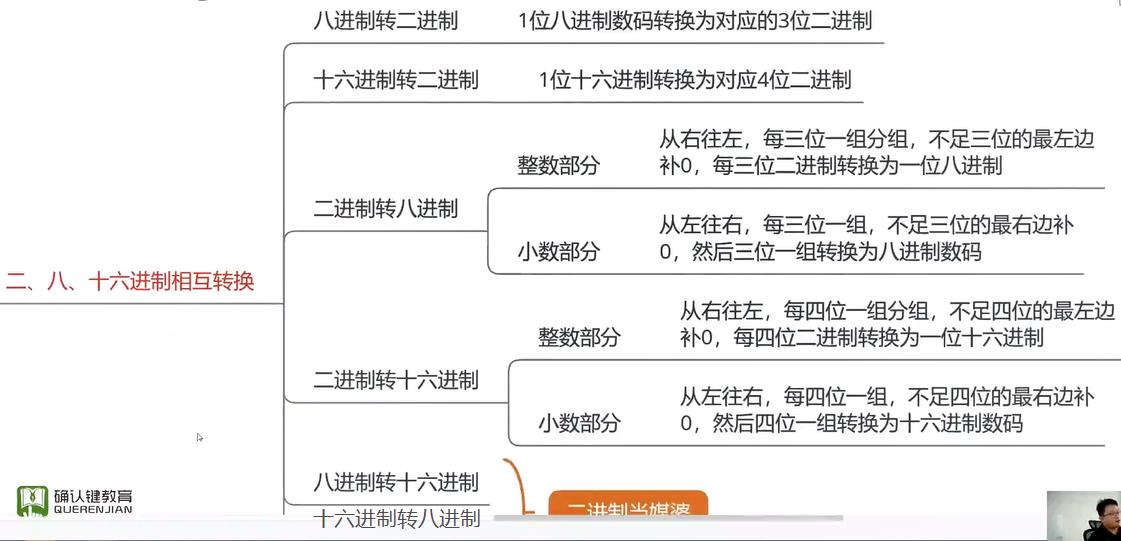 八进制转二进制
1位八进制数码转换为对应的3位二进制
十六进制转二进制
1位十六进制转换为对应4位二进制
二进制转八进制
整数部分
从右往左，每三位一组分组，不足三位的最左边
补0，每三位二进制转换为一位八进制
小数部分
从左往右，每三位一组，不足三位的最右边补
0，然后三位一组转换为八进制数码
二、八、十六进制相互转换
二进制转十六进制
整数部分
从右往左，每四位一组分组，不足四位的最左边
补0，每四位二进制转换为一位十六进制
小数部分
从左往右，每四位一组，不足四位的最右边补
0，然后四位一组转换为十六进制数码
八进制转十六进制
十六进制转八进制
二进制当媒婆
确认键教育
QUERENJIAN